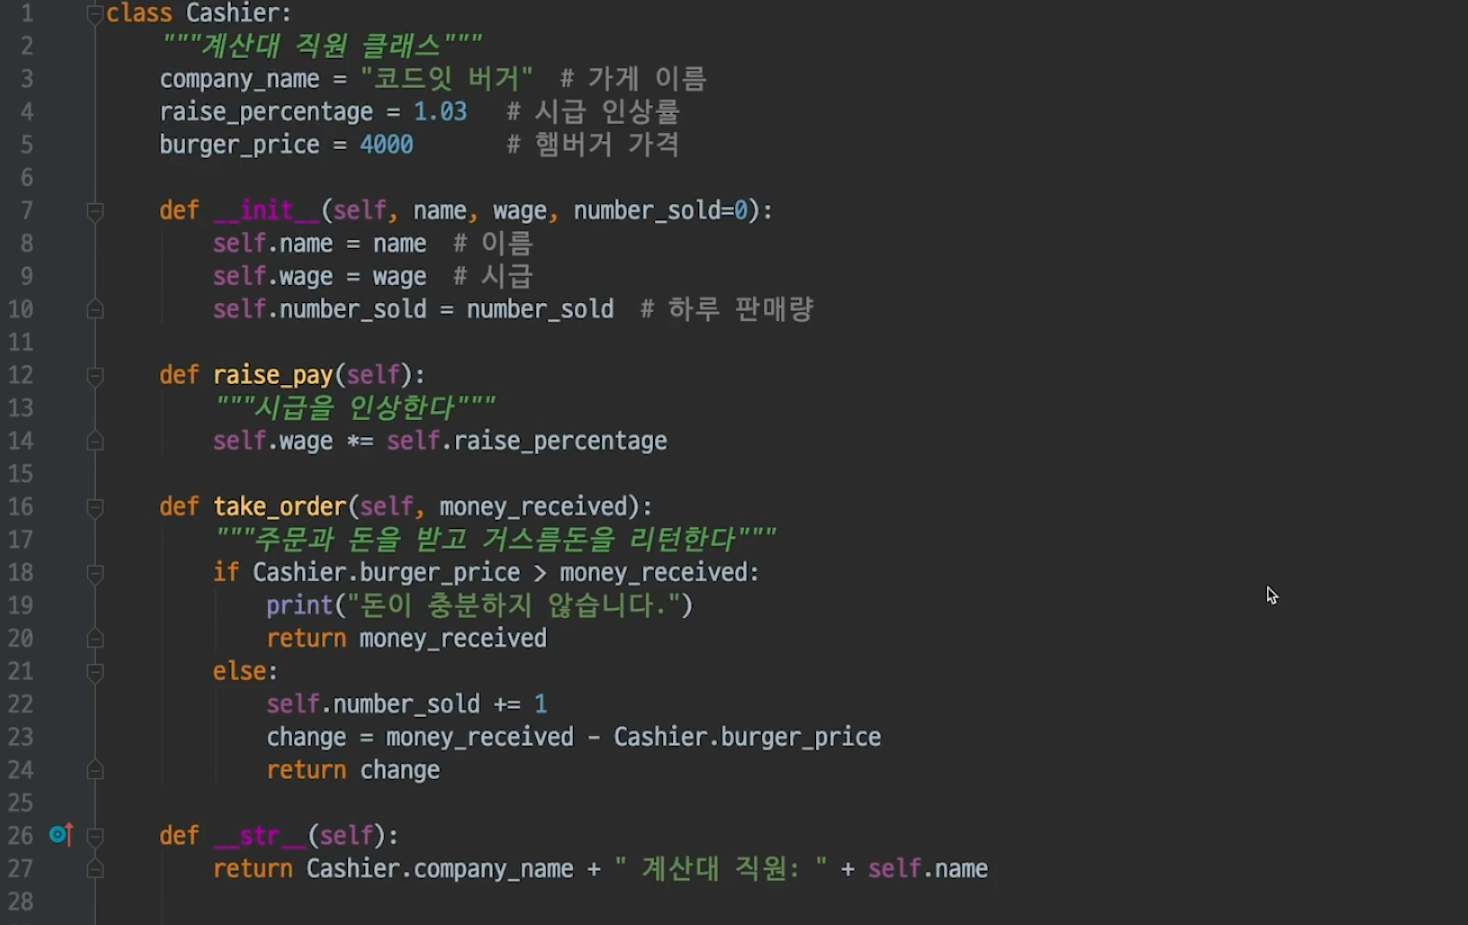 1 class Cashier:
2     """계산대 직원 클래스"""
3     company_name = "코드잇 버거"  # 가게 이름
4     raise_percentage = 1.03   # 시급 인상률
5     burger_price = 4000       # 햄버거 가격
6
7     def __init__(self, name, wage, number_sold=0):
8         self.name = name  # 이름
9         self.wage = wage  # 시급
10         self.number_sold = number_sold  # 하루 판매량
11
12     def raise_pay(self):
13         """시급을 인상한다"""
14         self.wage *= self.raise_percentage
15
16     def take_order(self, money_received):
17         """주문과 돈을 받고 거스름돈을 리턴한다"""
18         if Cashier.burger_price > money_received:
19             print("돈이 충분하지 않습니다.")
20             return money_received
21         else:
22             self.number_sold += 1
23             change = money_received - Cashier.burger_price
24             return change
25
26     def __str__(self):
27         return Cashier.company_name + " 계산대 직원: " + self.name
28